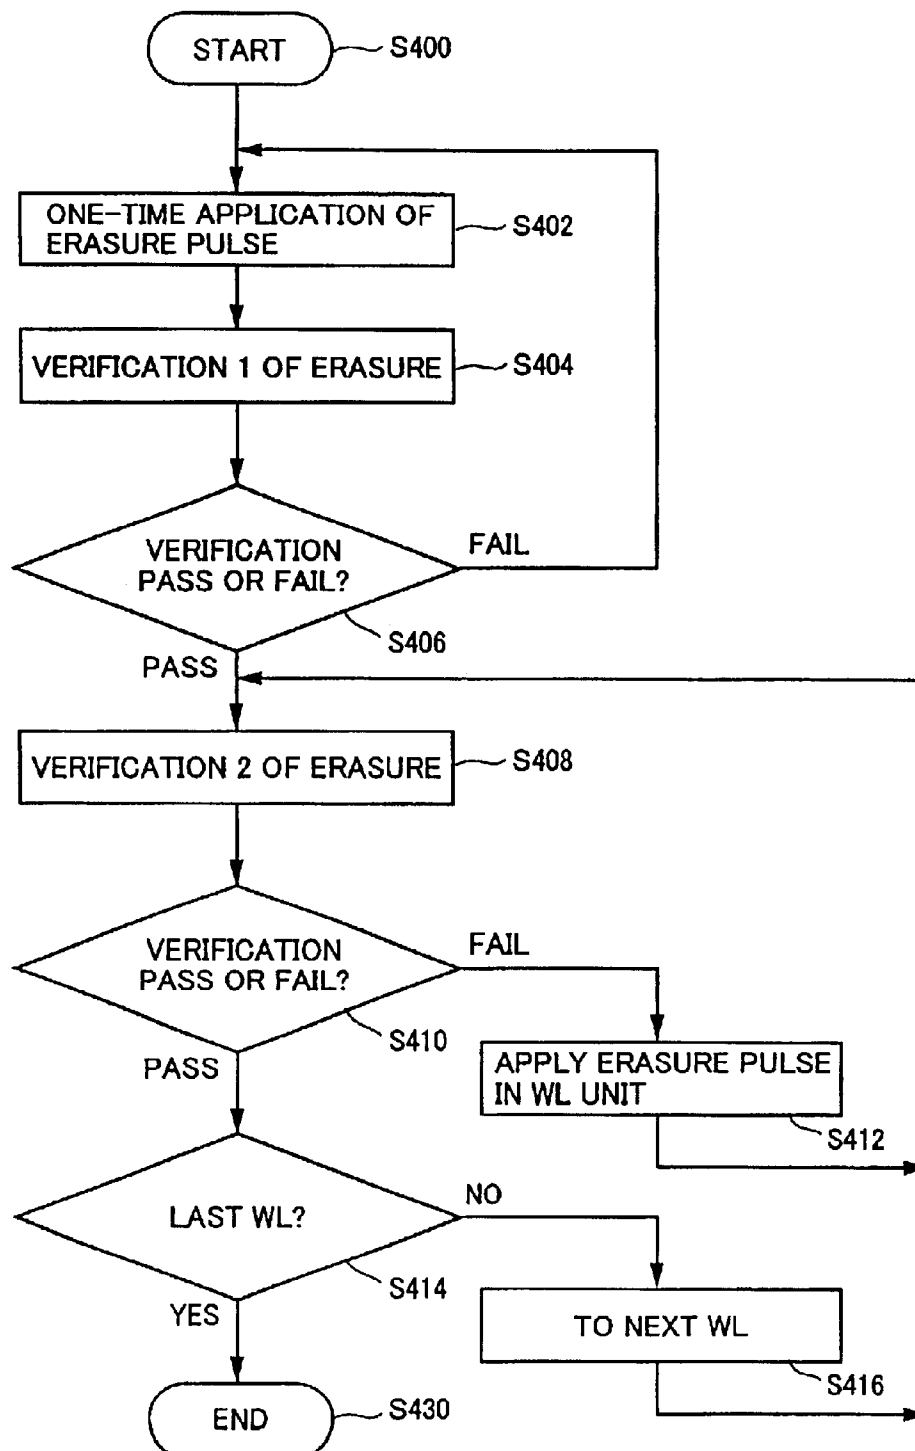 START
S400
ONE-TIME APPLICATION OF
ERASURE PULSE
S402
VERIFICATION 1 OF ERASURE
S404
VERIFICATION
PASS OR FAIL?
FAIL
S406
PASS
VERIFICATION 2 OF ERASURE
S408
VERIFICATION
PASS OR FAIL?
FAIL
S410
PASS
APPLY ERASURE PULSE
IN WL UNIT
S412
LAST WL?
NO
S414
YES
TO NEXT WL
S416
END
S430